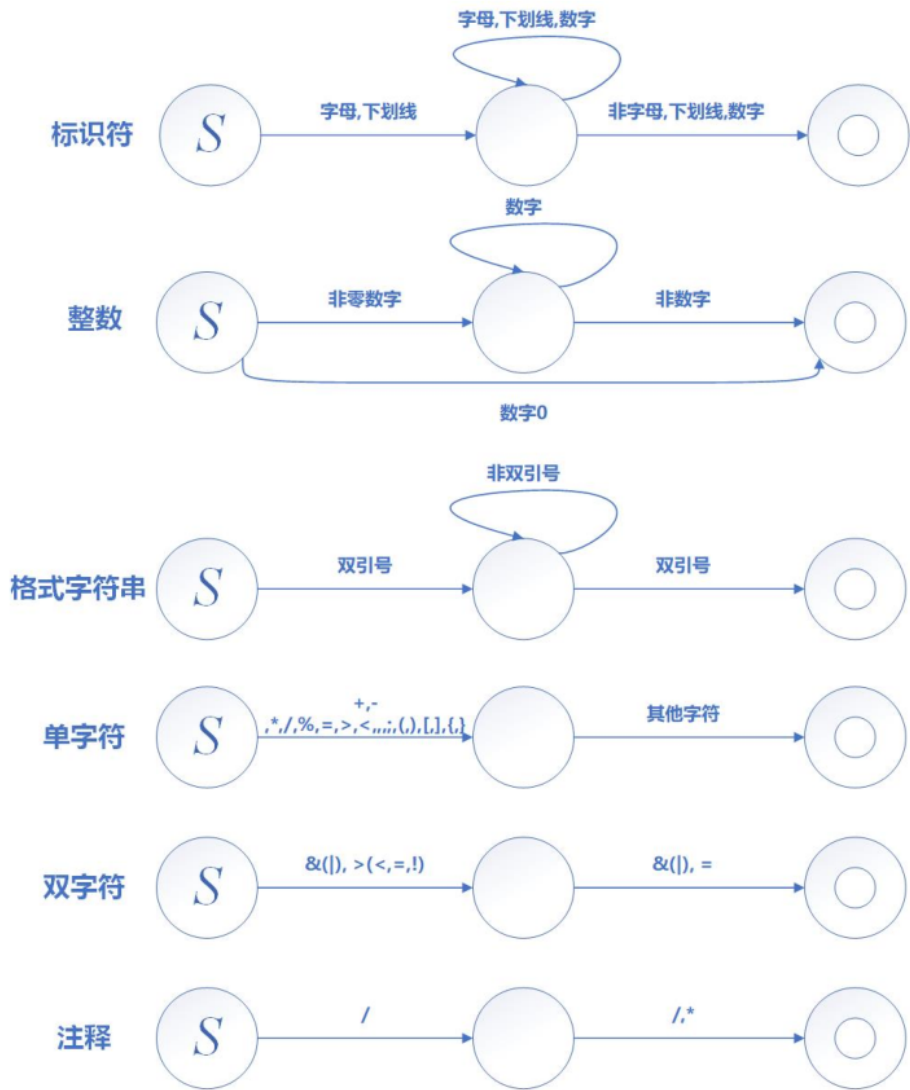 字母,下划线,数字
标识符
S
字母,下划线
非字母,下划线,数字
数字
整数
S
非零数字
非数字
数字0
非双引号
格式字符串
S
双引号
双引号
单字符
S
+,-
,*,/,%,=,>,<,,,;,(,),[,],{,}
其他字符
双字符
S
&(|), >(<,=,!)
&(|), =
注释
S
/
/,*